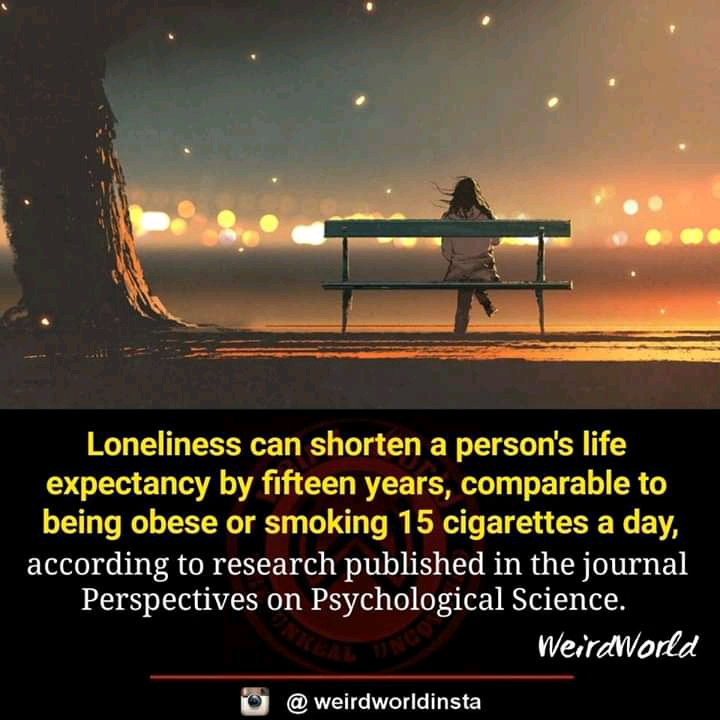 Loneliness can shorten a person's life
expectancy by fifteen years, comparable to
being obese or smoking 15 cigarettes a day,
according to research published in the journal
Perspectives on Psychological Science.
WeirdWorld
@ weirdworldinsta